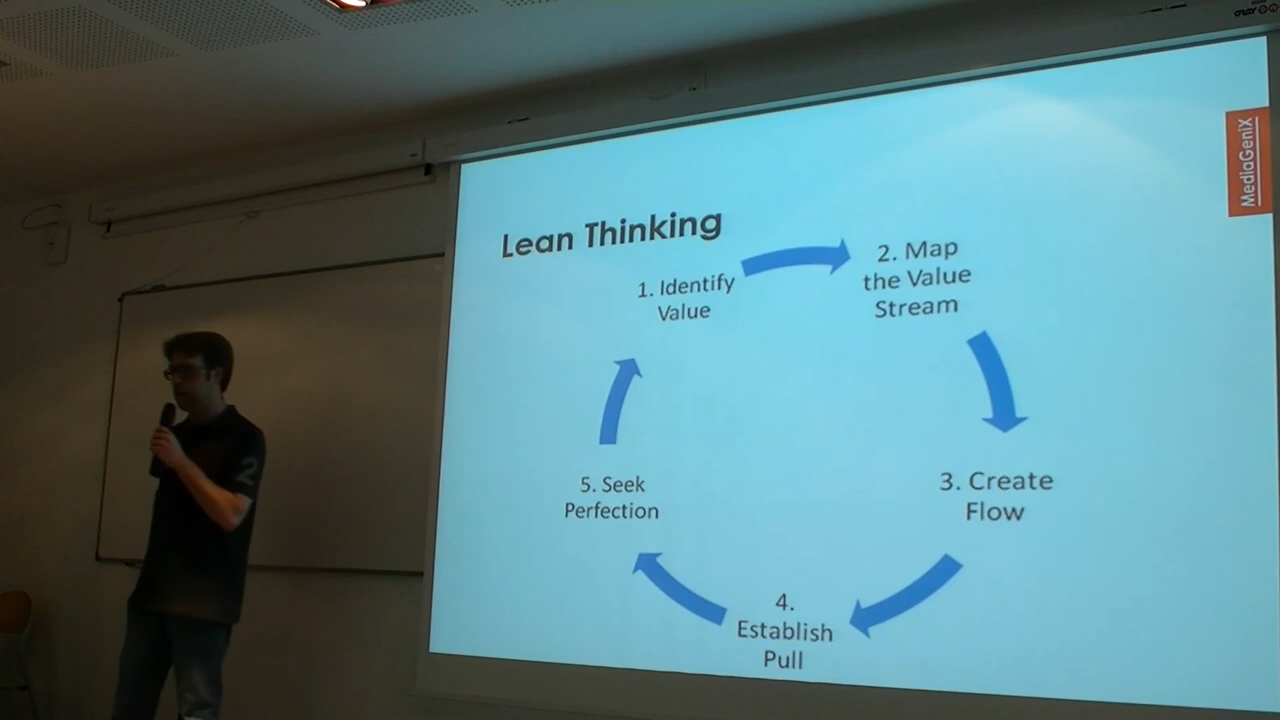 MediaGeniX
Lean Thinking
1. Identify
Value
2. Map
the Value
Stream
3. Create
Flow
4.
Establish
Pull
5. Seek
Perfection
2